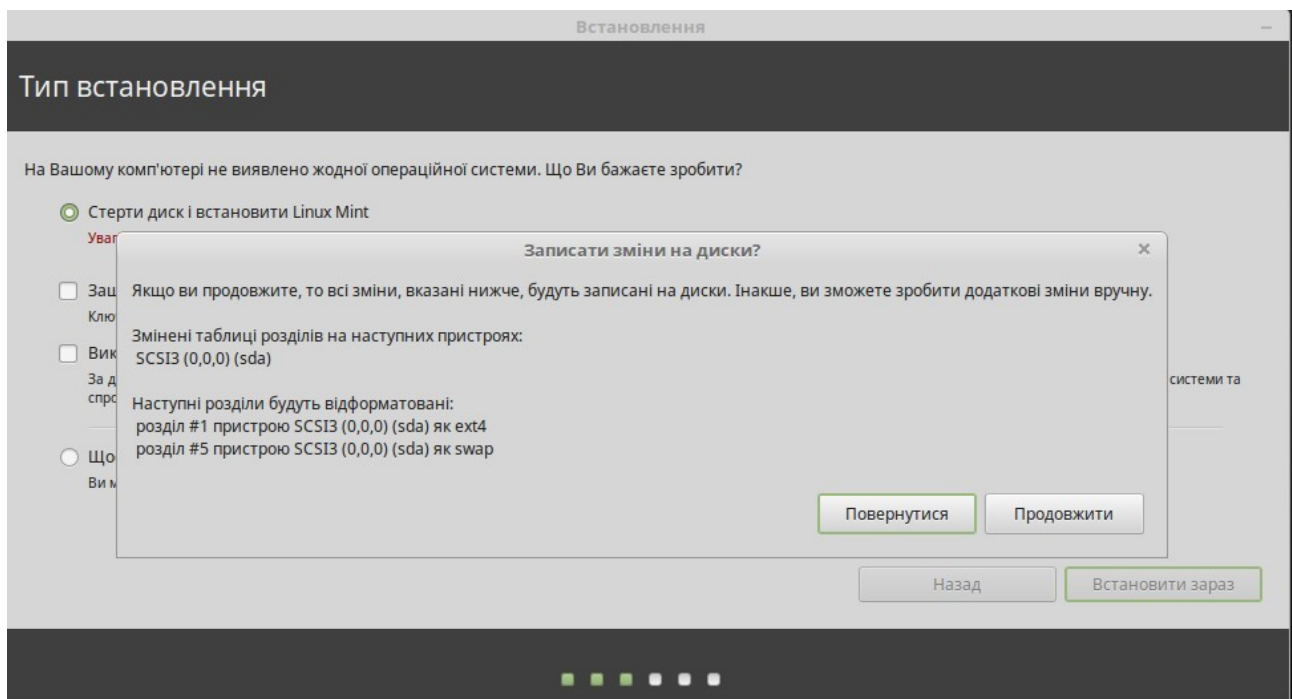 Встановлення
Тип встановлення
На Вашому комп'ютері не виявлено жодної операційної системи. Що Ви бажаєте зробити?
Стерти диск і встановити Linux Mint
Записати зміни на диски?
Якщо ви продовжите, то всі зміни, вказані нижче, будуть записані на диски. Інакше, ви зможете зробити додаткові зміни вручну.
Змінені таблиці розділів на наступних пристроях:
SCSI3 (0,0,0) (sda)
За д
системи та
Наступні розділи будуть відформатовані:
розділ #1 пристрою SCSI3 (0,0,0) (sda) як ext4
розділ #5 пристрою SCSI3 (0,0,0) (sda) як swap
Що
Ви м
Повернутися Продовжити
Назад Встановити зараз